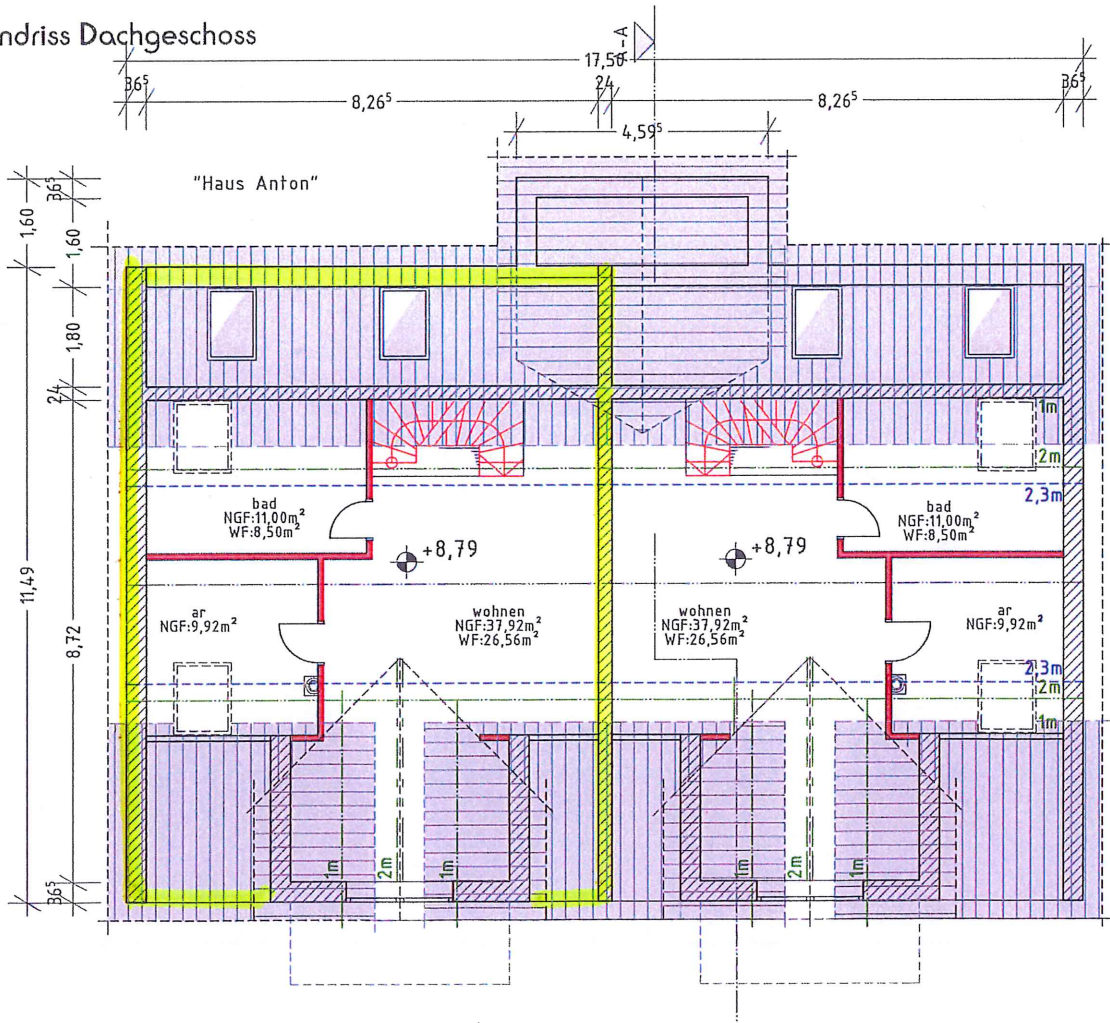 ndriss Dachgeschoss
A-A
17,50
36⁵
24
36⁵
8,26⁵
8,26⁵
4,59⁵
"Haus Anton"
36⁵
1,60
1,60
1,80
24
11,49
8,72
36⁵
1m
2m
2,3m
bad
NGF:11,00m²
WF:8,50m²
bad
NGF:11,00m²
WF:8,50m²
+8,79
+8,79
ar
NGF:9,92m²
wohnen
NGF:37,92m²
WF:26,56m²
wohnen
NGF:37,92m²
WF:26,56m²
ar
NGF:9,92m²
2,3m
2m
1m
1m
2m
1m
1m
2m
1m